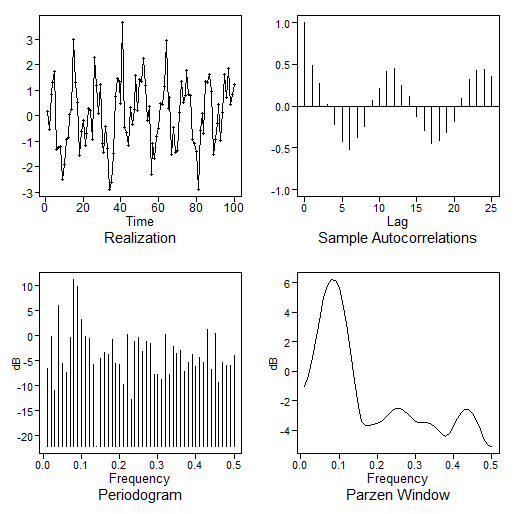 3
2
1
0
-1
-2
-3
0 20 40 60 80 100
Time
Realization
1.0
0.5
0.0
-0.5
-1.0
0 5 10 15 20 25
Lag
Sample Autocorrelations
10
5
0
-5
-10
-15
-20
dB
0.0 0.1 0.2 0.3 0.4 0.5
Frequency
Periodogram
6
4
2
0
-2
-4
dB
0.0 0.1 0.2 0.3 0.4 0.5
Frequency
Parzen Window